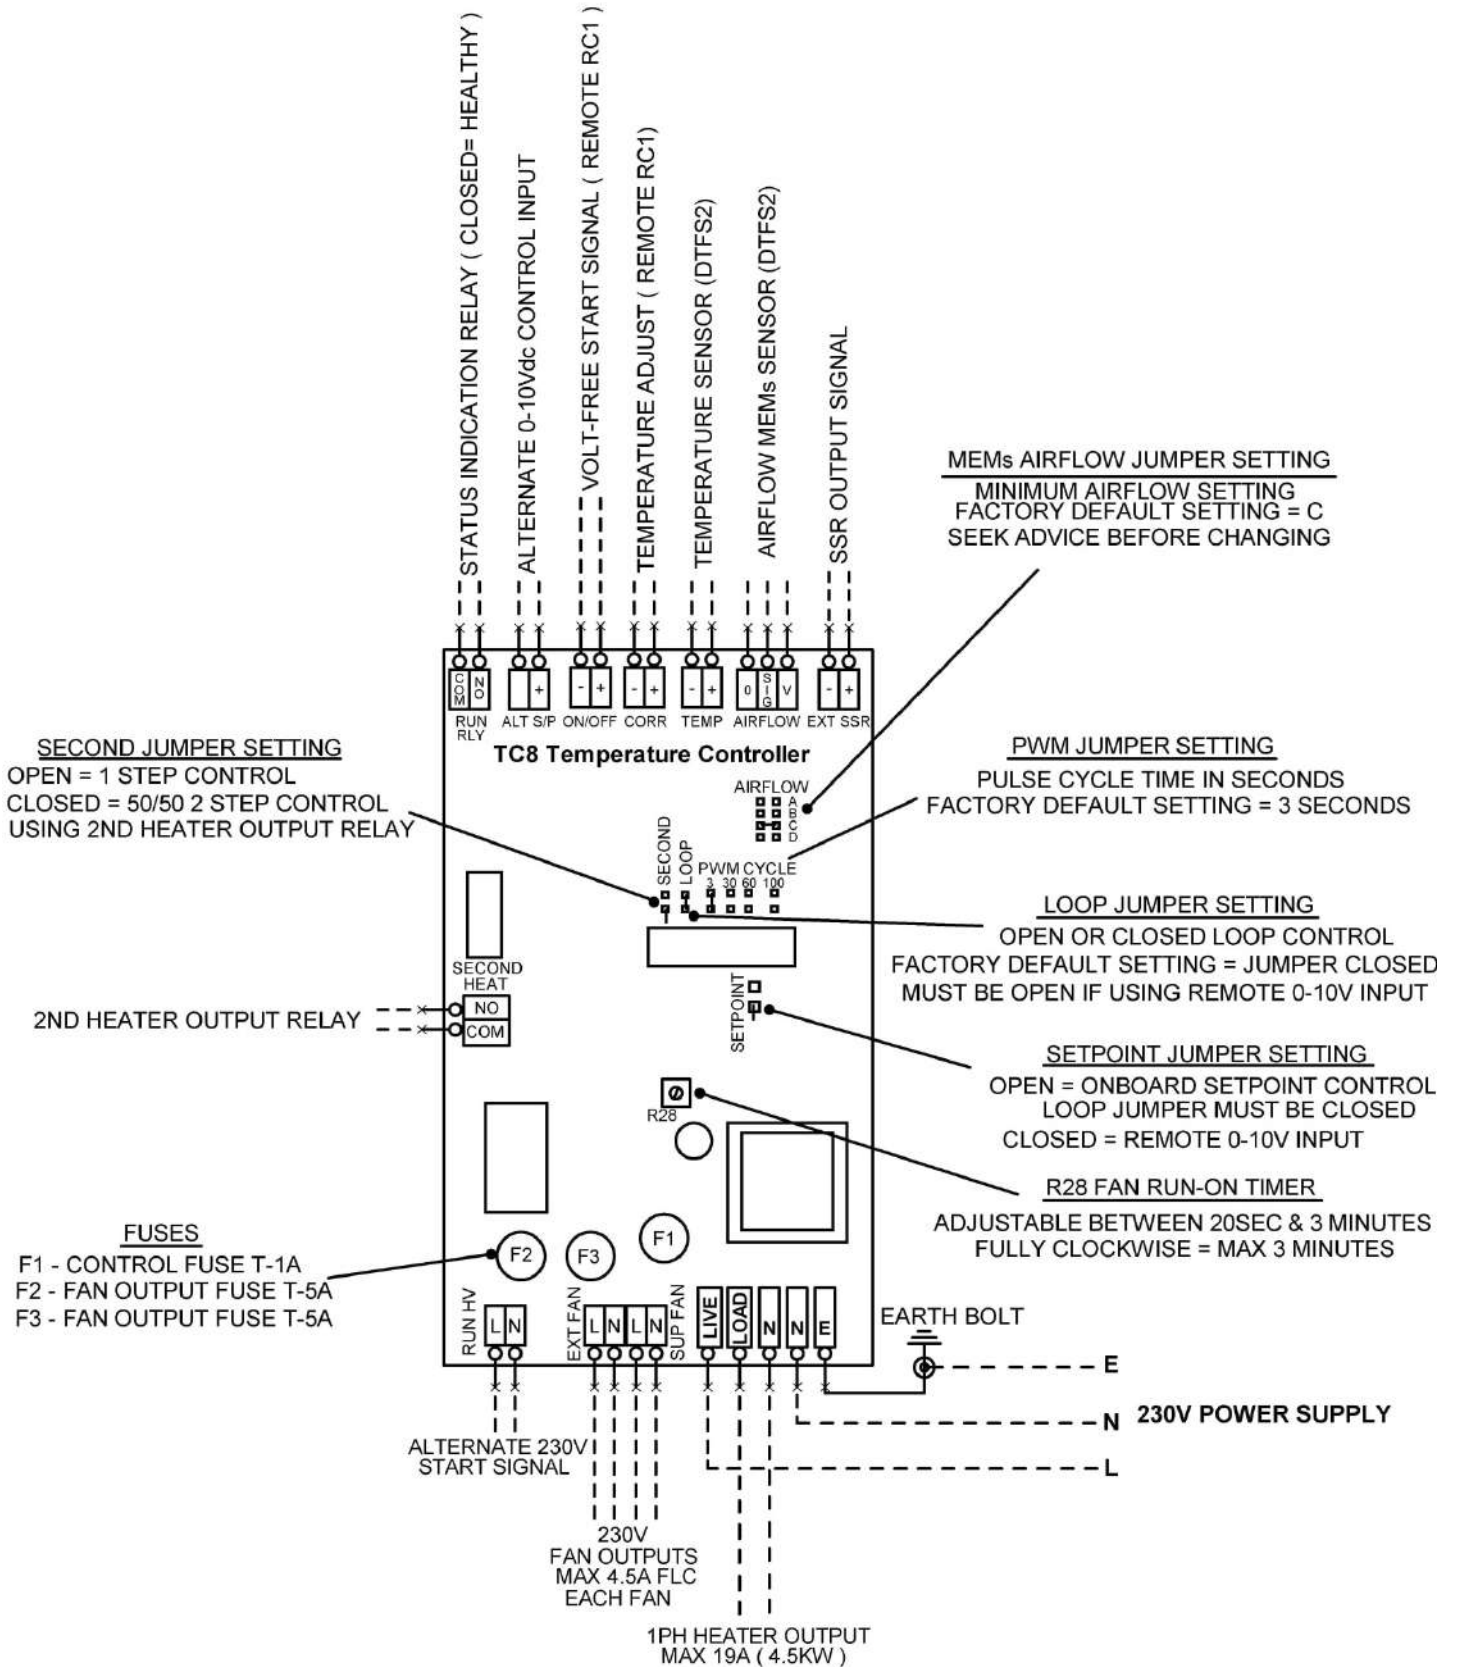 STATUS INDICATION RELAY ( CLOSED= HEALTHY )
ALTERNATE 0-10Vdc CONTROL INPUT
VOLT-FREE START SIGNAL ( REMOTE RC1 )
TEMPERATURE ADJUST ( REMOTE RC1)
TEMPERATURE SENSOR (DTFS2)
AIRFLOW MEMs SENSOR (DTFS2)
SSR OUTPUT SIGNAL
MEMs AIRFLOW JUMPER SETTING
MINIMUM AIRFLOW SETTING
FACTORY DEFAULT SETTING = C
SEEK ADVICE BEFORE CHANGING
COM NO + - + - + - + 0 SIG V - +
RUN RLY ALT S/P ON/OFF CORR TEMP AIRFLOW EXT SSR
TC8 Temperature Controller
SECOND JUMPER SETTING
OPEN = 1 STEP CONTROL
CLOSED = 50/50 2 STEP CONTROL
USING 2ND HEATER OUTPUT RELAY
AIRFLOW
A
B
C
D
PWM JUMPER SETTING
PULSE CYCLE TIME IN SECONDS
FACTORY DEFAULT SETTING = 3 SECONDS
SECOND
LOOP
PWM CYCLE
3 30 60 100
LOOP JUMPER SETTING
OPEN OR CLOSED LOOP CONTROL
FACTORY DEFAULT SETTING = JUMPER CLOSED
MUST BE OPEN IF USING REMOTE 0-10V INPUT
SECOND
HEAT
NO
COM
2ND HEATER OUTPUT RELAY
SETPOINT
SETPOINT JUMPER SETTING
OPEN = ONBOARD SETPOINT CONTROL
LOOP JUMPER MUST BE CLOSED
CLOSED = REMOTE 0-10V INPUT
R28
R28 FAN RUN-ON TIMER
ADJUSTABLE BETWEEN 20SEC & 3 MINUTES
FULLY CLOCKWISE = MAX 3 MINUTES
FUSES
F1 - CONTROL FUSE T-1A
F2 - FAN OUTPUT FUSE T-5A
F3 - FAN OUTPUT FUSE T-5A
F2 F3 F1
RUN HV
L N
EXT FAN
L N L N
SUP FAN
LIVE LOAD N N E
EARTH BOLT
E
N
230V POWER SUPPLY
L
ALTERNATE 230V
START SIGNAL
230V
FAN OUTPUTS
MAX 4.5A FLC
EACH FAN
1PH HEATER OUTPUT
MAX 19A ( 4.5KW )